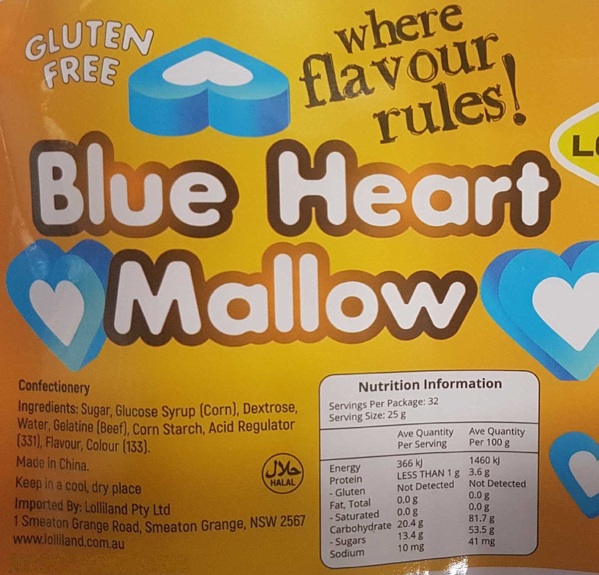 GLUTEN
FREE
where
flavour
rules!
Blue Heart
Mallow
Confectionery
Ingredients: Sugar, Glucose Syrup (Corn), Dextrose,
Water, Gelatine (Beef), Corn Starch, Acid Regulator
(331), Flavour, Colour (133).
Made in China.
Keep in a cool, dry place
Imported By: Lolliland Pty Ltd
1 Smeaton Grange Road, Smeaton Grange, NSW 2567
www.lolliland.com.au
حلال
HALAL
Nutrition Information
Servings Per Package: 32
Serving Size: 25 g
Ave Quantity Ave Quantity
Per Serving Per 100 g
Energy 366 kJ 1460 kJ
Protein LESS THAN 1 g 3.6 g
- Gluten Not Detected Not Detected
Fat, Total 0.0 g 0.0 g
- Saturated 0.0 g 0.0 g
Carbohydrate 20.4 g 81.7 g
- Sugars 13.4 g 53.5 g
Sodium 10 mg 41 mg